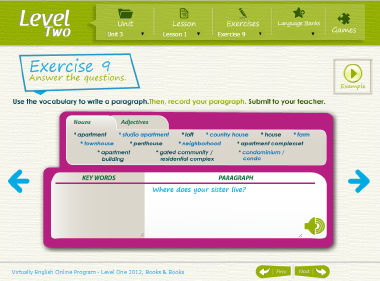 Level
Two
Unit
Lesson
Exercises
Language Banks
Games
Unit 3
Lesson 1
Exercise 9
Exercise 9
Answer the questions.
Example
Use the vocabulary to write a paragraph.Then, record your paragraph. Submit to your teacher.
Nouns
Adjectives
* apartment * studio apartment * loft * country house * house * farm
* townhouse * penthouse * neighborhood * apartment complexset
* apartment building * gated community / residential complex * condominium / condo
KEY WORDS
PARAGRAPH
Where does your sister live?
Virtually English Online Program - Level One 2012, Books & Books
Prev
Next